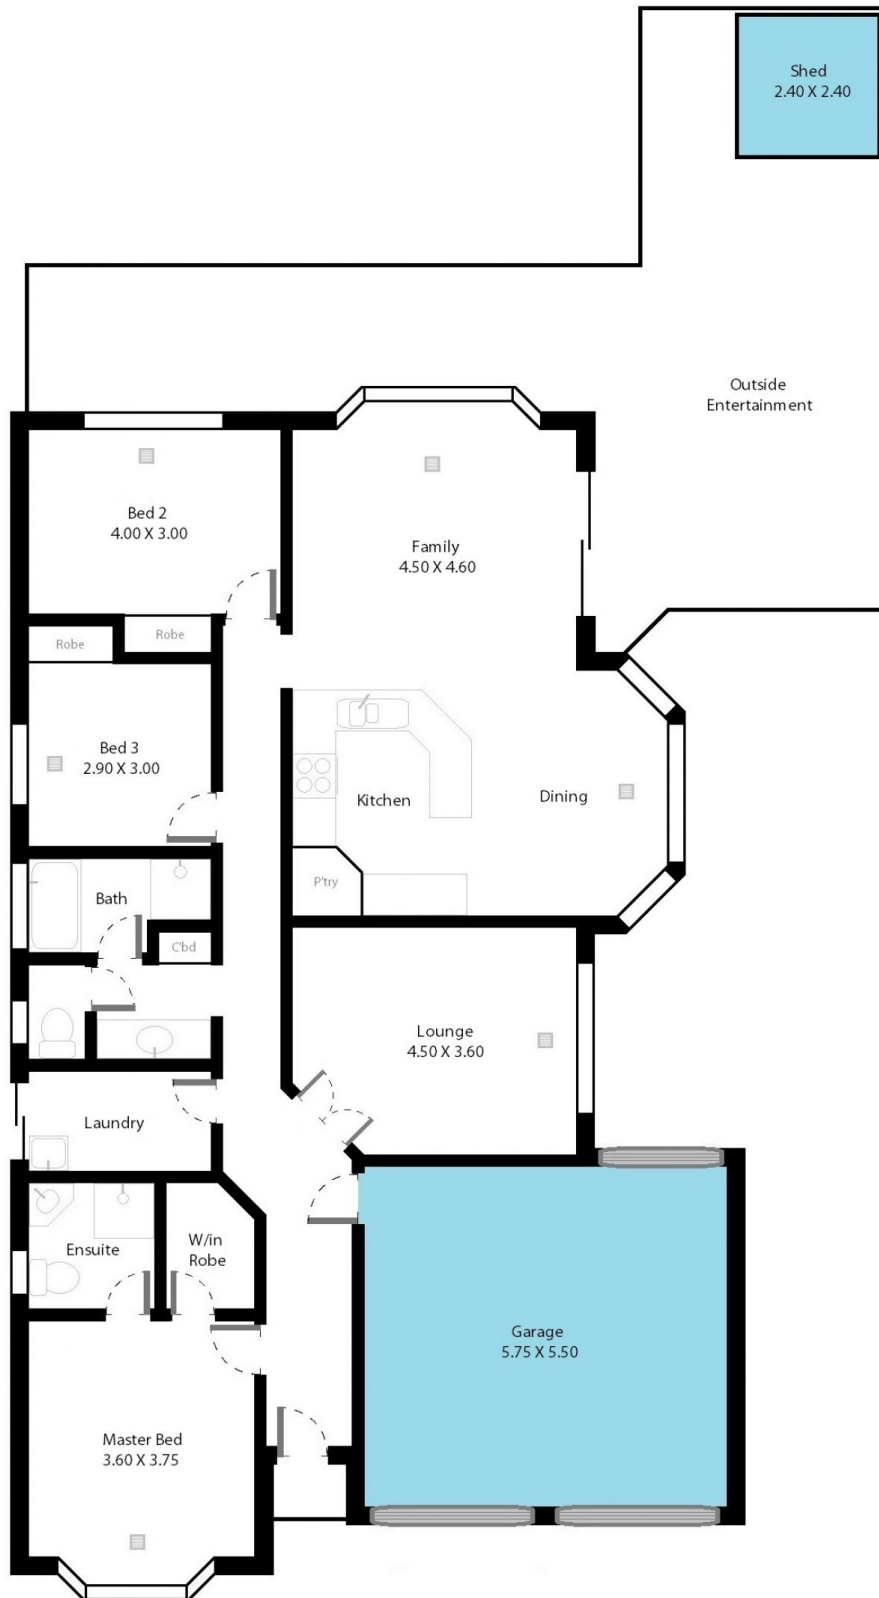 Shed
2.40 X 2.40
Outside
Entertainment
Bed 2
4.00 X 3.00
Family
4.50 X 4.60
Robe
Robe
Bed 3
2.90 X 3.00
Kitchen
Dining
P'try
Bath
C'bd
Lounge
4.50 X 3.60
Laundry
Ensuite
W/in
Robe
Garage
5.75 X 5.50
Master Bed
3.60 X 3.75